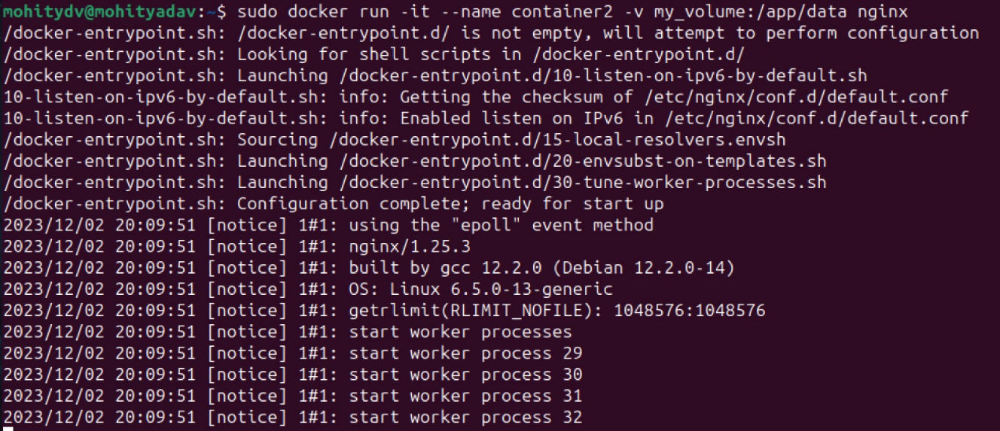 mohitydv@mohityadav:~$ sudo docker run -it --name container2 -v my_volume:/app/data nginx
/docker-entrypoint.sh: /docker-entrypoint.d/ is not empty, will attempt to perform configuration
/docker-entrypoint.sh: Looking for shell scripts in /docker-entrypoint.d/
/docker-entrypoint.sh: Launching /docker-entrypoint.d/10-listen-on-ipv6-by-default.sh
10-listen-on-ipv6-by-default.sh: info: Getting the checksum of /etc/nginx/conf.d/default.conf
10-listen-on-ipv6-by-default.sh: info: Enabled listen on IPv6 in /etc/nginx/conf.d/default.conf
/docker-entrypoint.sh: Sourcing /docker-entrypoint.d/15-local-resolvers.envsh
/docker-entrypoint.sh: Launching /docker-entrypoint.d/20-envsubst-on-templates.sh
/docker-entrypoint.sh: Launching /docker-entrypoint.d/30-tune-worker-processes.sh
/docker-entrypoint.sh: Configuration complete; ready for start up
2023/12/02 20:09:51 [notice] 1#1: using the "epoll" event method
2023/12/02 20:09:51 [notice] 1#1: nginx/1.25.3
2023/12/02 20:09:51 [notice] 1#1: built by gcc 12.2.0 (Debian 12.2.0-14)
2023/12/02 20:09:51 [notice] 1#1: OS: Linux 6.5.0-13-generic
2023/12/02 20:09:51 [notice] 1#1: getrlimit(RLIMIT_NOFILE): 1048576:1048576
2023/12/02 20:09:51 [notice] 1#1: start worker processes
2023/12/02 20:09:51 [notice] 1#1: start worker process 29
2023/12/02 20:09:51 [notice] 1#1: start worker process 30
2023/12/02 20:09:51 [notice] 1#1: start worker process 31
2023/12/02 20:09:51 [notice] 1#1: start worker process 32